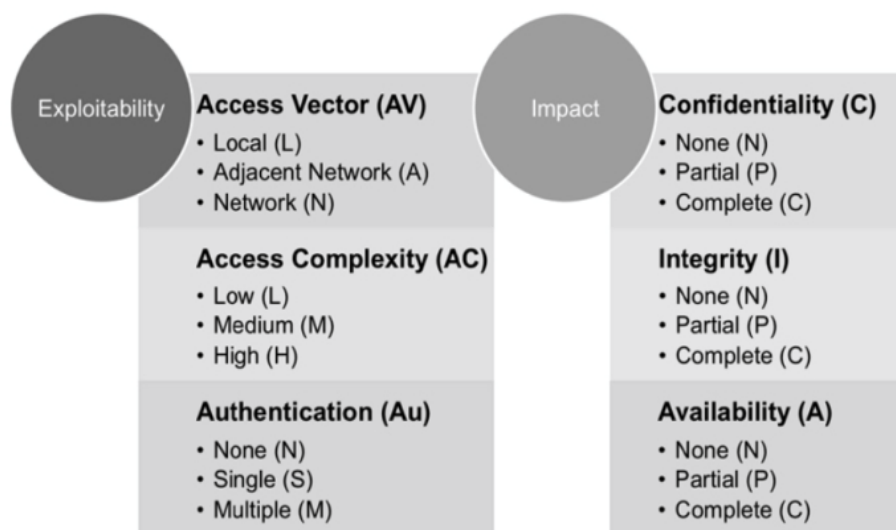 Exploitability
Access Vector (AV)
• Local (L)
• Adjacent Network (A)
• Network (N)
Access Complexity (AC)
• Low (L)
• Medium (M)
• High (H)
Authentication (Au)
• None (N)
• Single (S)
• Multiple (M)
Impact
Confidentiality (C)
• None (N)
• Partial (P)
• Complete (C)
Integrity (I)
• None (N)
• Partial (P)
• Complete (C)
Availability (A)
• None (N)
• Partial (P)
• Complete (C)